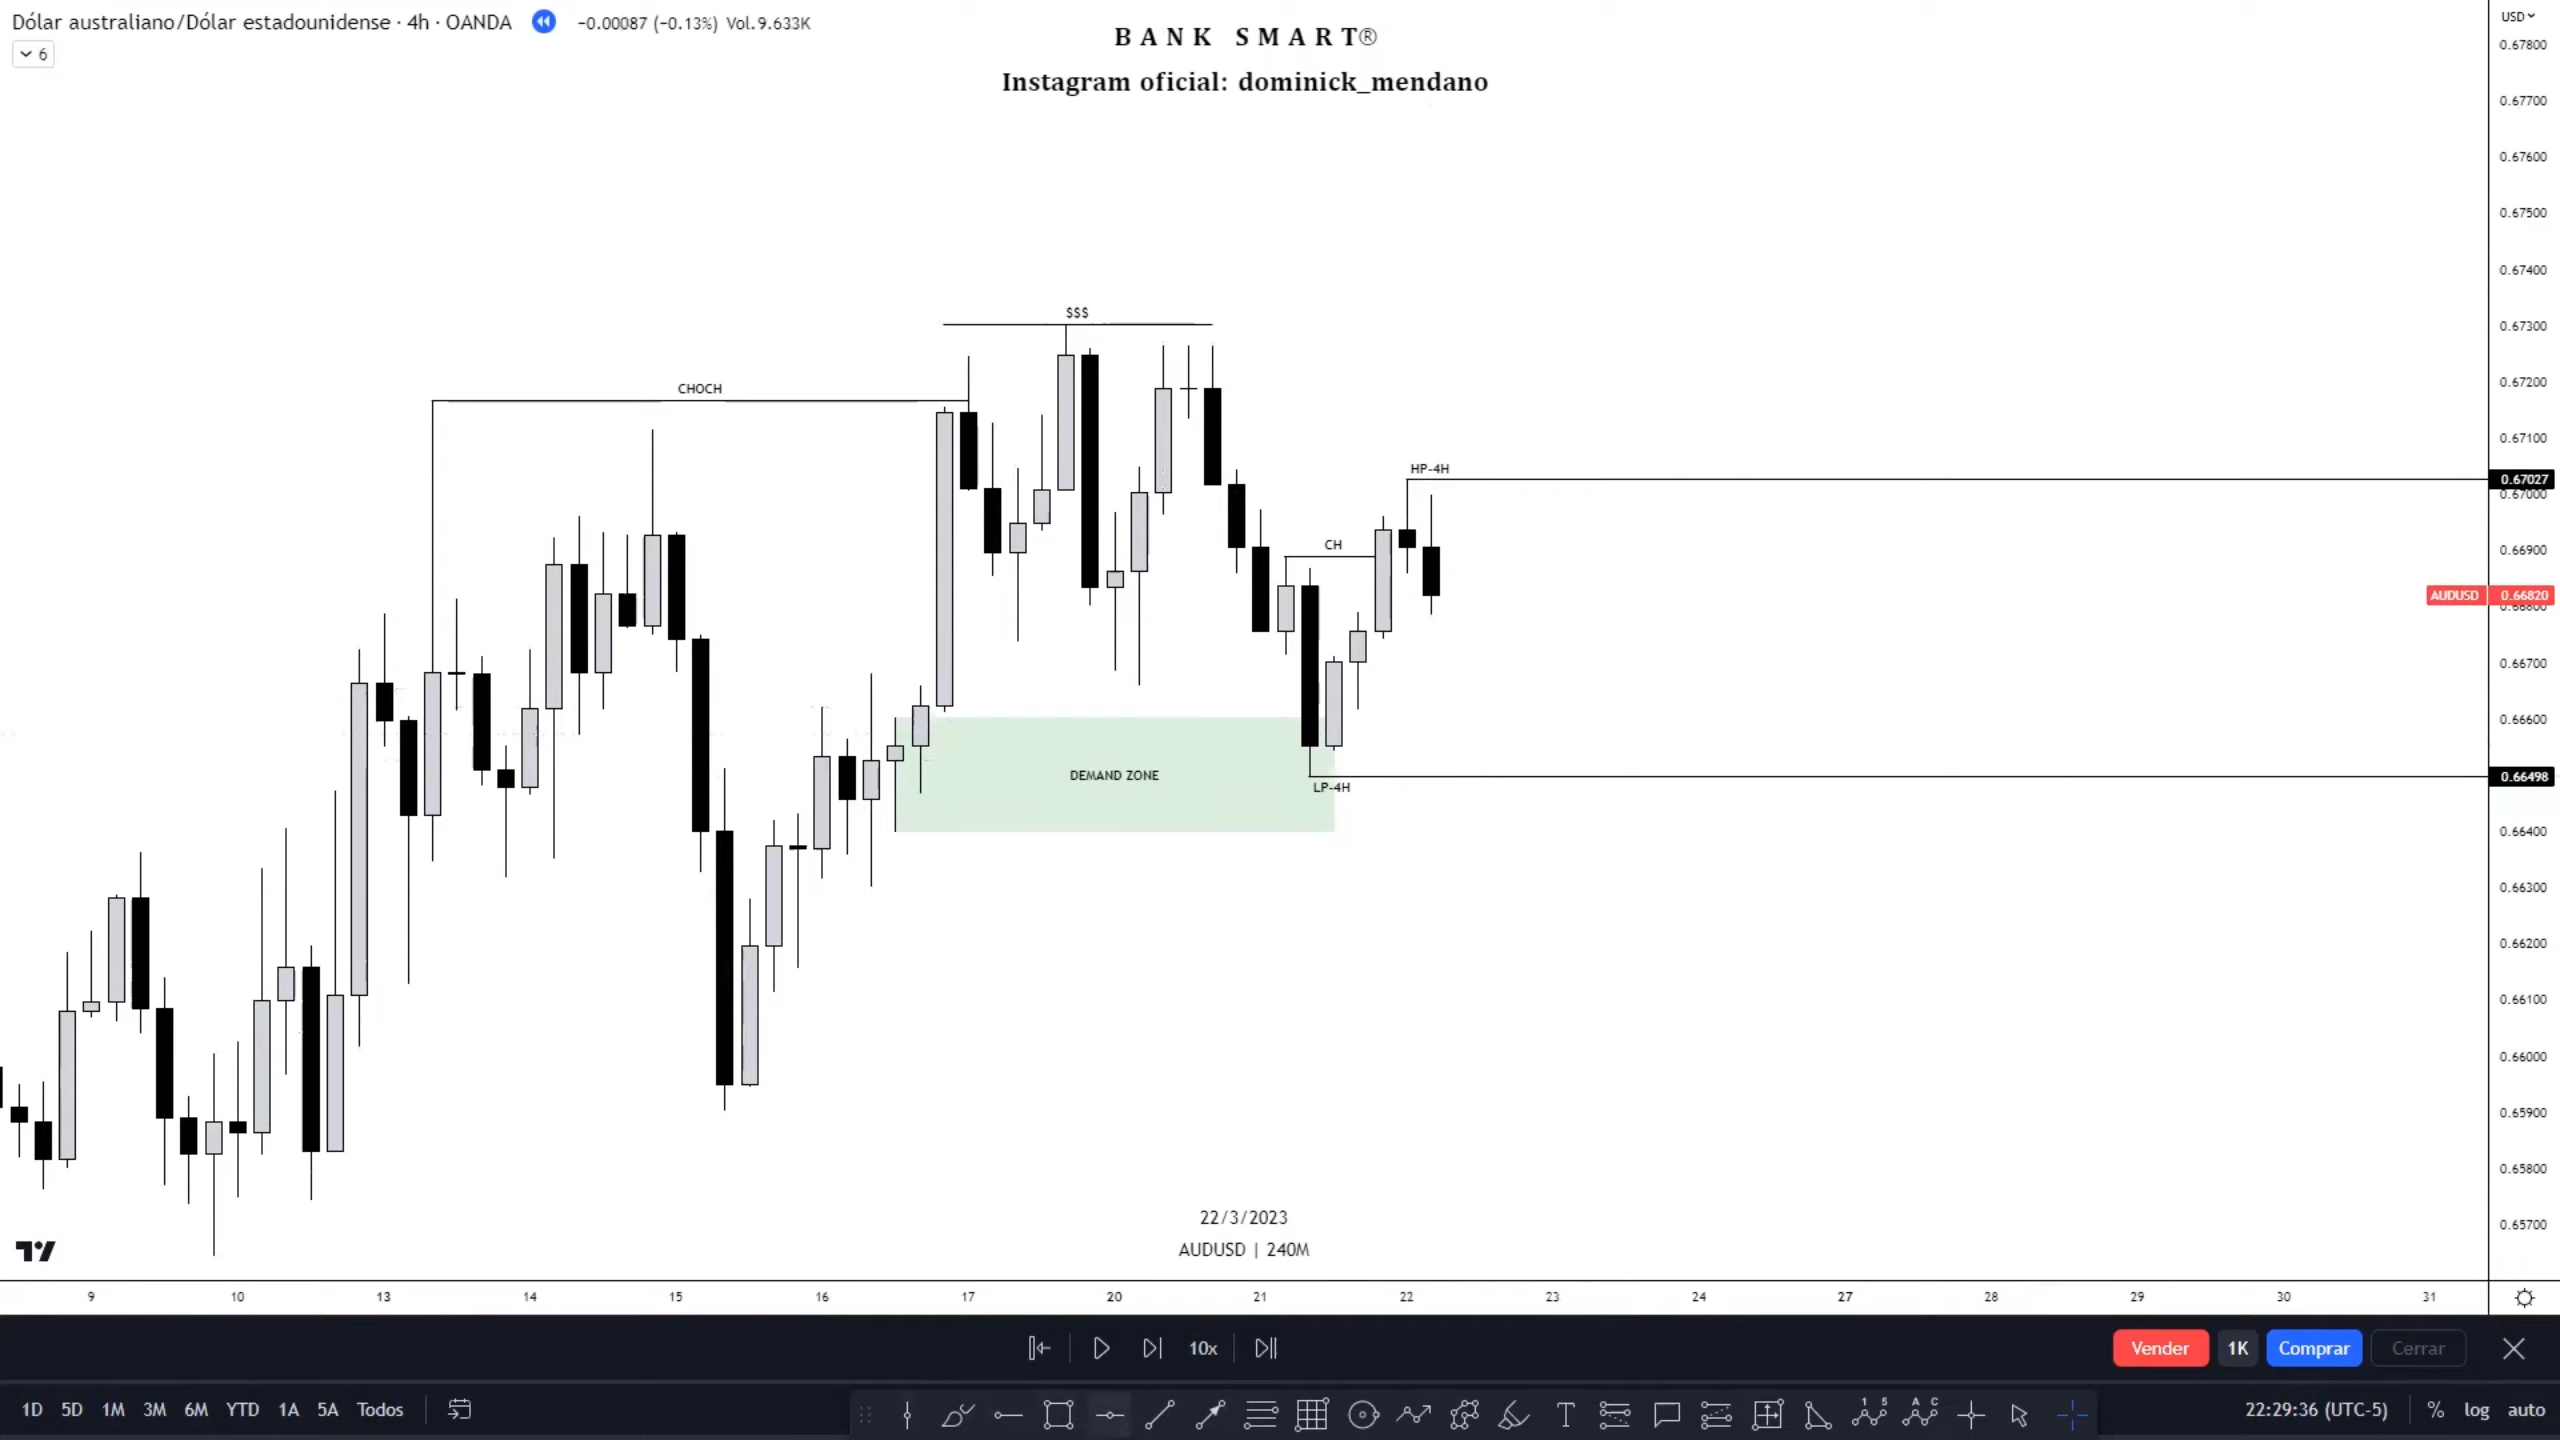 Dólar australiano/Dólar estadounidense · 4h · OANDA −0.00087 (−0.13%) Vol.9.633K
6
B A N K S M A R T®
Instagram oficial: dominick_mendano
USD
0.67800
0.67700
0.67600
0.67500
0.67400
0.67300
0.67200
0.67100
0.67027
0.67000
0.66900
AUDUSD 0.66820
0.66800
0.66700
0.66600
0.66498
0.66400
0.66300
0.66200
0.66100
0.66000
0.65900
0.65800
0.65700
$$$
CHOCH
HP-4H
CH
DEMAND ZONE
LP-4H
22/3/2023
AUDUSD | 240M
9 10 13 14 15 16 17 20 21 22 23 24 27 28 29 30 31
10x
Vender 1K Comprar Cerrar
1D 5D 1M 3M 6M YTD 1A 5A Todos
22:29:36 (UTC-5) % log auto